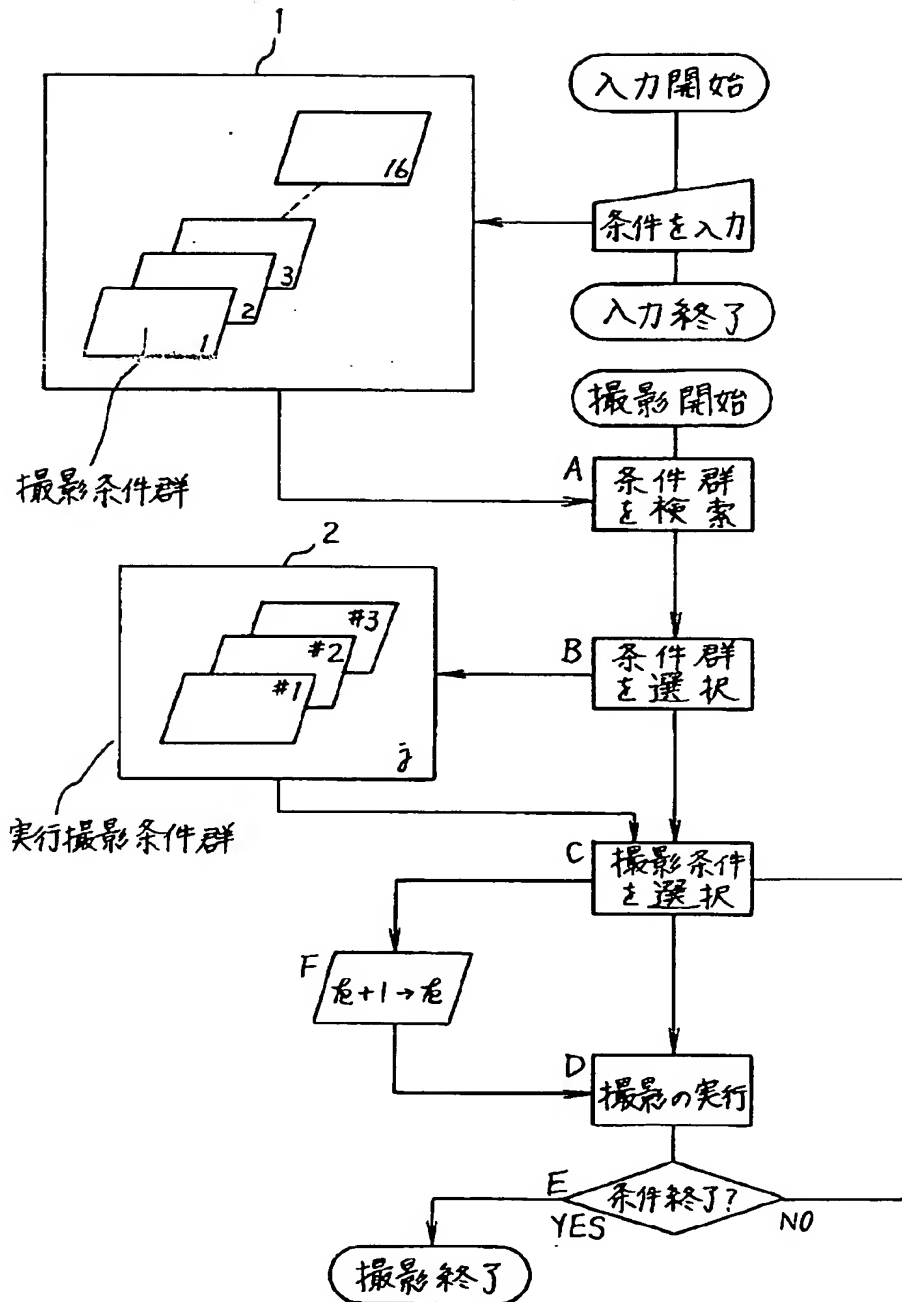 1
入力開始
16
条件を入力
3
2
1
入力終了
撮影開始
撮影条件群
A
条件群
を検索
2
#3
#2
#1
j
B
条件群
を選択
実行撮影条件群
C
撮影条件
を選択
F
D
撮影の実行
E
条件終了?
YES
NO
撮影終了